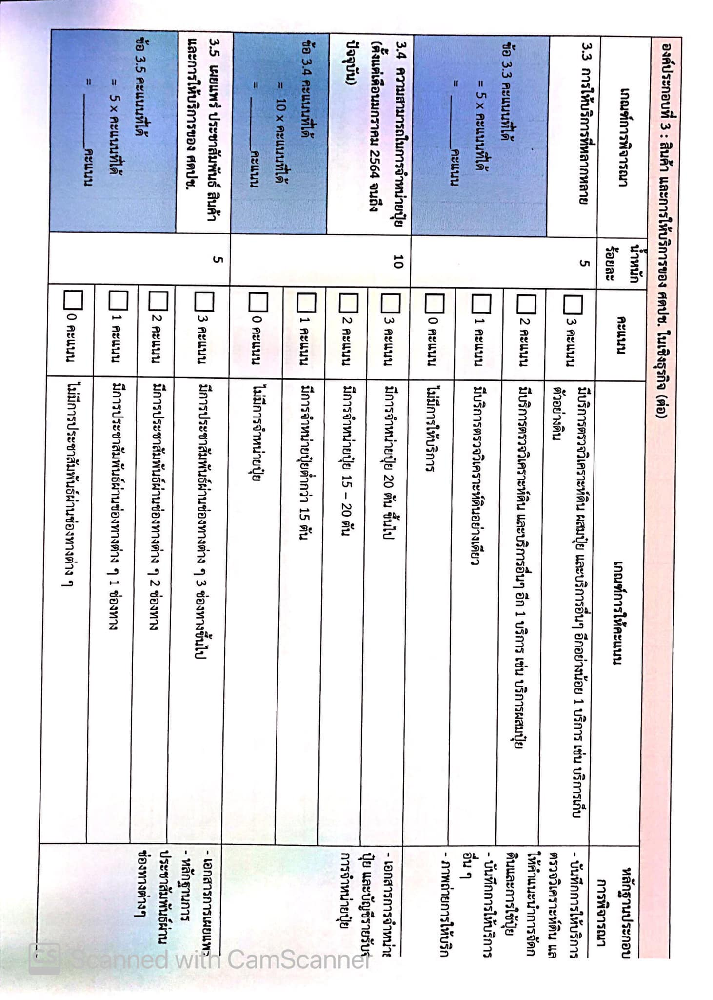 องค์ประกอบที่ 3 : สินค้า และการให้บริการของ ศดปช. ในเชิงธุรกิจ (ต่อ)
เกณฑ์การพิจารณา
น้ำหนัก
ร้อยละ
คะแนน
เกณฑ์การให้คะแนน
หลักฐานประกอบ
การพิจารณา
3.3 การให้บริการที่หลากหลาย
ข้อ 3.3 คะแนนที่ได้
= 5 x คะแนนที่ได้
= ________คะแนน
5
3 คะแนน
มีบริการตรวจวิเคราะห์ดิน ผสมปุ๋ย และบริการอื่นๆ อีกอย่างน้อย 1 บริการ เช่น บริการเก็บ
ตัวอย่างดิน
2 คะแนน
มีบริการตรวจวิเคราะห์ดิน และบริการอื่นๆ อีก 1 บริการ เช่น บริการผสมปุ๋ย
1 คะแนน
มีบริการตรวจวิเคราะห์ดินอย่างเดียว
0 คะแนน
ไม่มีการให้บริการ
- บันทึกการให้บริการ
ตรวจวิเคราะห์ดิน แล
ให้คำแนะนำการจัดก
ดินและการใช้ปุ๋ย
- บันทึกการให้บริการ
อื่น ๆ
- ภาพถ่ายการให้บริก
3.4 ความสามารถในการจำหน่ายปุ๋ย
(ตั้งแต่เดือนมกราคม 2564 จนถึง
ปัจจุบัน)
ข้อ 3.4 คะแนนที่ได้
= 10 x คะแนนที่ได้
= ________คะแนน
10
3 คะแนน
มีการจำหน่ายปุ๋ย 20 ตัน ขึ้นไป
2 คะแนน
มีการจำหน่ายปุ๋ย 15 – 20 ตัน
1 คะแนน
มีการจำหน่ายปุ๋ยต่ำกว่า 15 ตัน
0 คะแนน
ไม่มีการจำหน่ายปุ๋ย
- เอกสารการจำหน่าย
ปุ๋ย และบัญชีรายรับจ
การจำหน่ายปุ๋ย
3.5 เผยแพร่ ประชาสัมพันธ์ สินค้า
และการให้บริการของ ศดปช.
ข้อ 3.5 คะแนนที่ได้
= 5 x คะแนนที่ได้
= ________คะแนน
5
3 คะแนน
มีการประชาสัมพันธ์ผ่านช่องทางต่าง ๆ 3 ช่องทางขึ้นไป
2 คะแนน
มีการประชาสัมพันธ์ผ่านช่องทางต่าง ๆ 2 ช่องทาง
1 คะแนน
มีการประชาสัมพันธ์ผ่านช่องทางต่าง ๆ 1 ช่องทาง
0 คะแนน
ไม่มีการประชาสัมพันธ์ผ่านช่องทางต่าง ๆ
- เอกสารการเผยแพร
- หลักฐานการ
ประชาสัมพันธ์ผ่าน
ช่องทางต่างๆ
CS Scanned with CamScanner